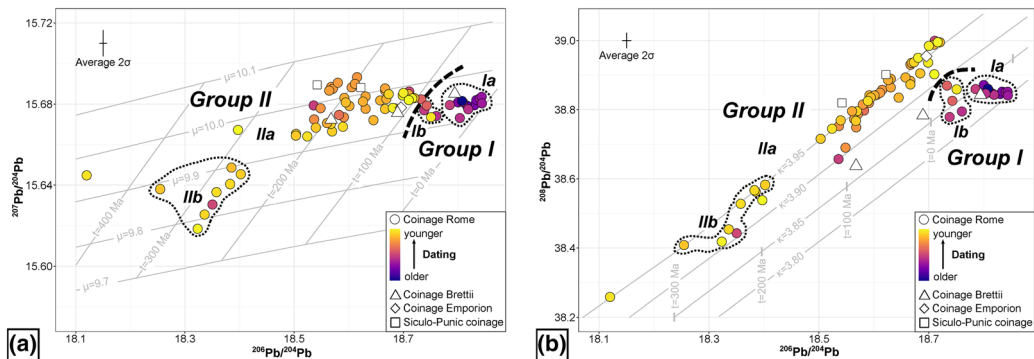 15.72
15.68
15.64
15.60
²⁰⁷Pb/²⁰⁴Pb
Average 2σ
μ=10.1
μ=10.0
μ=9.9
μ=9.8
μ=9.7
t=400 Ma
t=300 Ma
t=200 Ma
t=100 Ma
t=0 Ma
Group II
IIa
IIb
Ia
Ib
Group I
Coinage Rome
younger
Dating
older
Coinage Brettii
Coinage Emporion
Siculo-Punic coinage
18.1
18.3
18.5
18.7
²⁰⁶Pb/²⁰⁴Pb
(a)
39.0
38.8
38.6
38.4
38.2
²⁰⁸Pb/²⁰⁴Pb
Average 2σ
Group II
IIa
IIb
Ia
Ib
Group I
κ=3.95
κ=3.90
κ=3.85
κ=3.80
t=300 Ma
t=200 Ma
t=100 Ma
t=0 Ma
Coinage Rome
younger
Dating
older
Coinage Brettii
Coinage Emporion
Siculo-Punic coinage
18.1
18.3
18.5
18.7
²⁰⁶Pb/²⁰⁴Pb
(b)